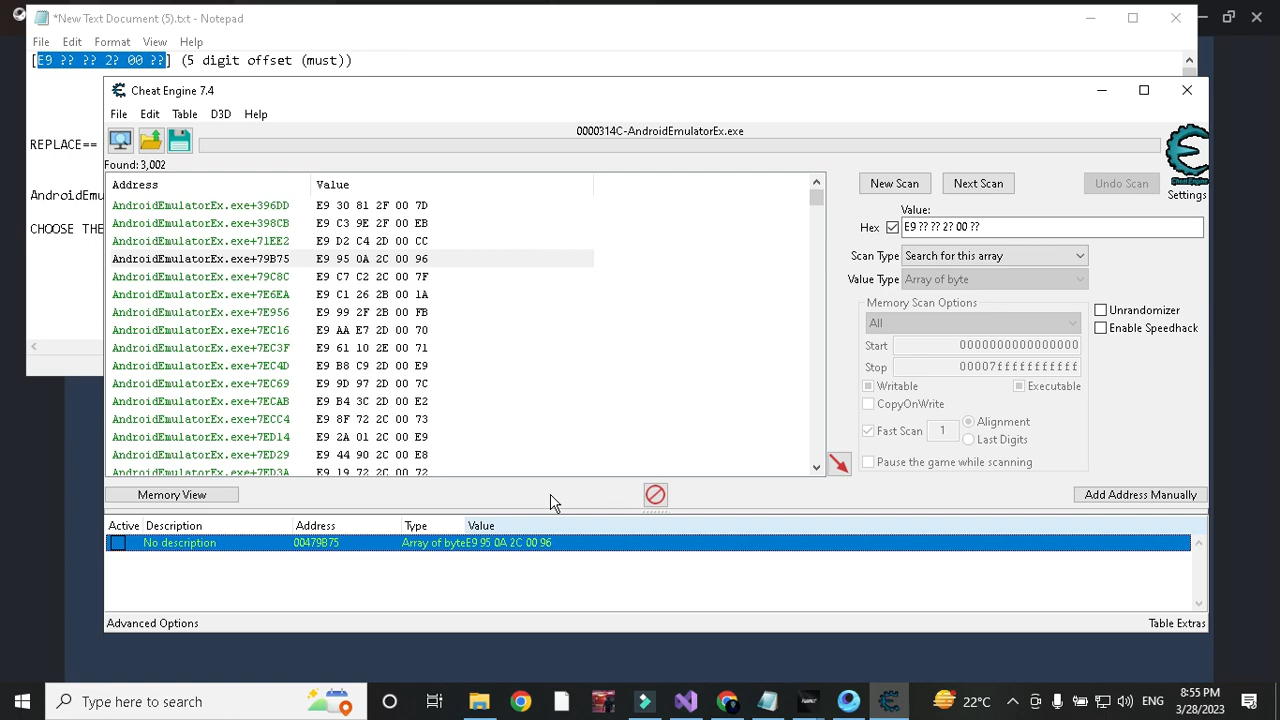 *New Text Document (5).txt - Notepad
File Edit Format View Help
[E9 ?? ?? 2? 00 ??] (5 digit offset (must))
REPLACE==
AndroidEmu
CHOOSE THE
Cheat Engine 7.4
File Edit Table D3D Help
0000314C-AndroidEmulatorEx.exe
Found: 3,002
Address Value
AndroidEmulatorEx.exe+396DD E9 30 81 2F 00 7D
AndroidEmulatorEx.exe+398CB E9 C3 9E 2F 00 EB
AndroidEmulatorEx.exe+71EE2 E9 D2 C4 2D 00 CC
AndroidEmulatorEx.exe+79B75 E9 95 0A 2C 00 96
AndroidEmulatorEx.exe+79C8C E9 C7 C2 2C 00 7F
AndroidEmulatorEx.exe+7E6EA E9 C1 26 2B 00 1A
AndroidEmulatorEx.exe+7E956 E9 99 2F 2B 00 FB
AndroidEmulatorEx.exe+7EC16 E9 AA E7 2D 00 70
AndroidEmulatorEx.exe+7EC3F E9 61 10 2E 00 71
AndroidEmulatorEx.exe+7EC4D E9 B8 C9 2D 00 E9
AndroidEmulatorEx.exe+7EC69 E9 9D 97 2D 00 7C
AndroidEmulatorEx.exe+7ECAB E9 B4 3C 2D 00 E2
AndroidEmulatorEx.exe+7ECC4 E9 8F 72 2C 00 73
AndroidEmulatorEx.exe+7ED14 E9 2A 01 2C 00 E9
AndroidEmulatorEx.exe+7ED29 E9 44 90 2C 00 E8
AndroidEmulatorEx.exe+7ED3A E9 19 72 2C 00 72
New Scan Next Scan Undo Scan
Settings
Value:
Hex E9 ?? ?? 2? 00 ??
Scan Type Search for this array
Value Type Array of byte
Memory Scan Options
All
Unrandomizer
Enable Speedhack
Start 0000000000000000
Stop 00007fffffffffff
Writable Executable
CopyOnWrite
Fast Scan 1 Alignment
Last Digits
Pause the game while scanning
Memory View Add Address Manually
Active Description Address Type Value
No description 00479B75 Array of byte E9 95 0A 2C 00 96
Advanced Options Table Extras
Type here to search
22°C
ENG
8:55 PM
3/28/2023